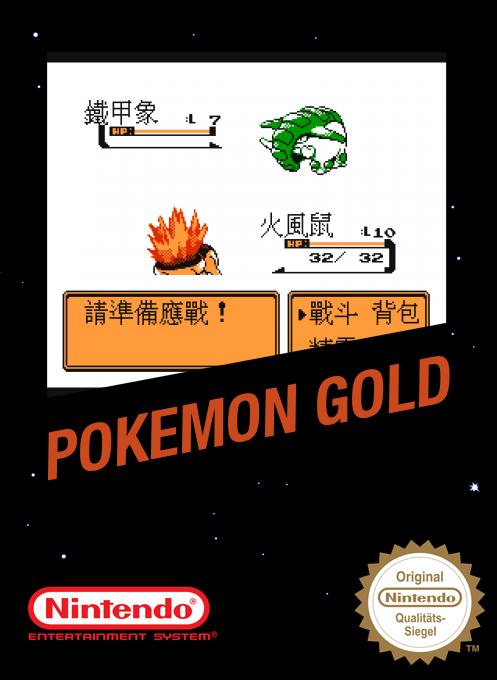 鐵甲象 :L 7
HP:
火風鼠 :L10
HP:
32/ 32
請準備應戰！
▶戰斗 背包
POKEMON GOLD
Nintendo®
ENTERTAINMENT SYSTEM®
Original
Nintendo
Qualitäts-
Siegel
TM